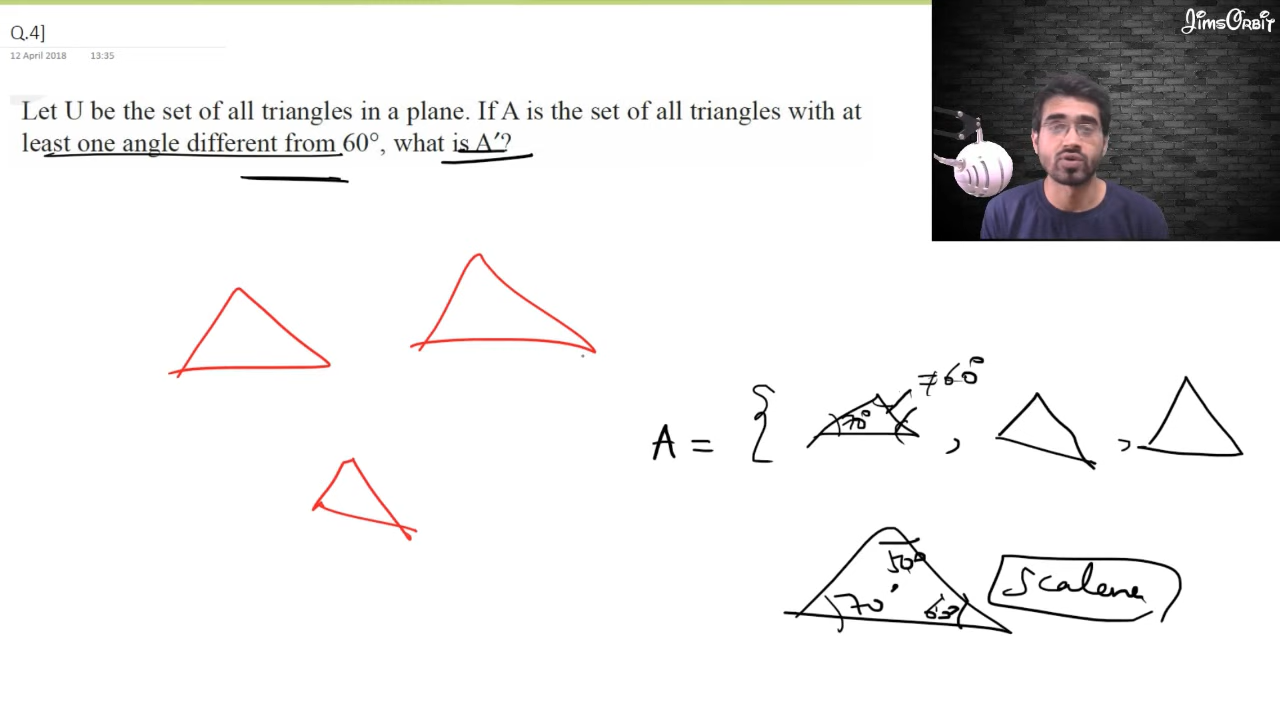 Q.4]
12 April 2018 13:35
JimsOrbit
Let U be the set of all triangles in a plane. If A is the set of all triangles with at
least one angle different from 60°, what is A′?
≠60°
A = { 70° , ,
50°
70° 60°
Scalene